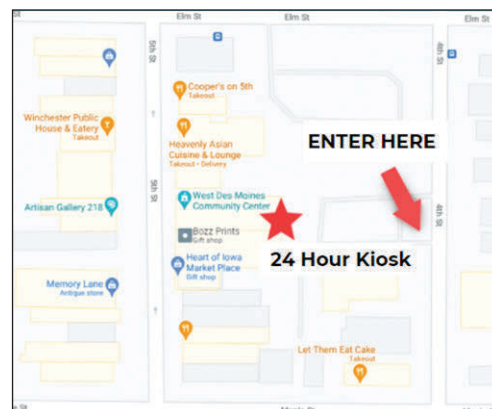 Elm St
Elm St
Elm St
5th St
4th St
Cooper's on 5th
Takeout
Winchester Public
House & Eatery
Takeout
Heavenly Asian
Cuisine & Lounge
Takeout • Delivery
ENTER HERE
5th St
West Des Moines
Community Center
Artisan Gallery 218
4th St
Bozz Prints
Gift shop
24 Hour Kiosk
Heart of Iowa
Market Place
Gift shop
Memory Lane
Antique store
Let Them Eat Cake
Takeout